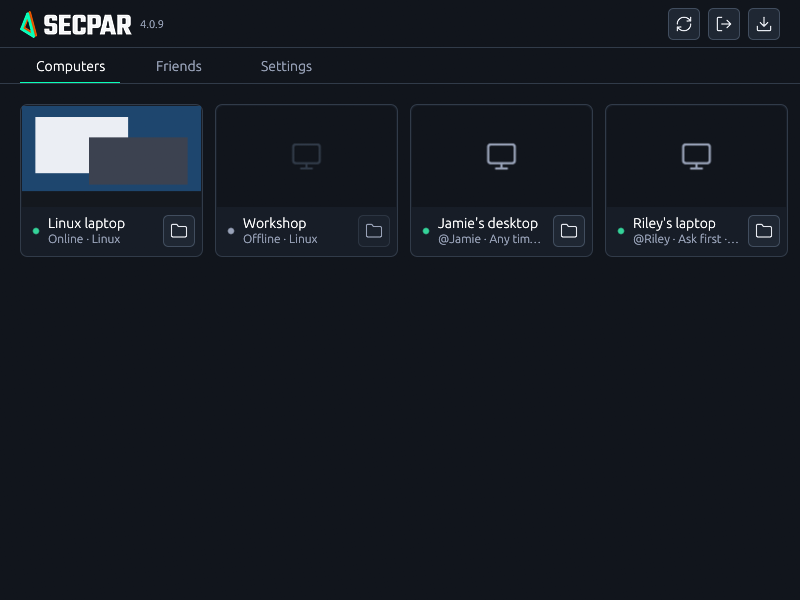 SECPAR 4.0.9
Computers Friends Settings
Linux laptop
Online · Linux
Workshop
Offline · Linux
Jamie's desktop
@Jamie · Any tim…
Riley's laptop
@Riley · Ask first ·…